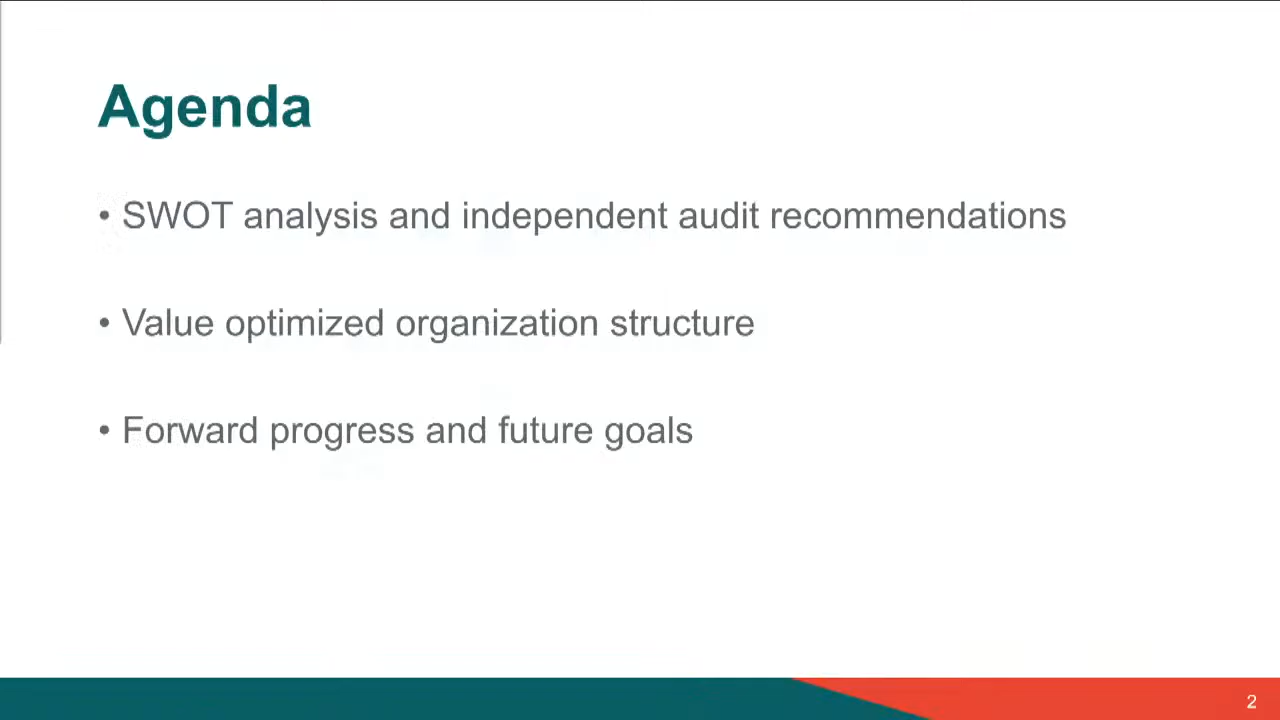 Agenda
• SWOT analysis and independent audit recommendations
• Value optimized organization structure
• Forward progress and future goals
2